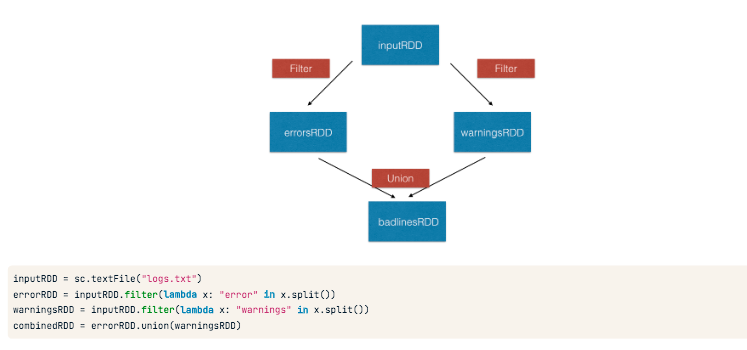 inputRDD
Filter
Filter
errorsRDD
warningsRDD
Union
badlinesRDD
inputRDD = sc.textFile("logs.txt")
errorRDD = inputRDD.filter(lambda x: "error" in x.split())
warningsRDD = inputRDD.filter(lambda x: "warnings" in x.split())
combinedRDD = errorRDD.union(warningsRDD)